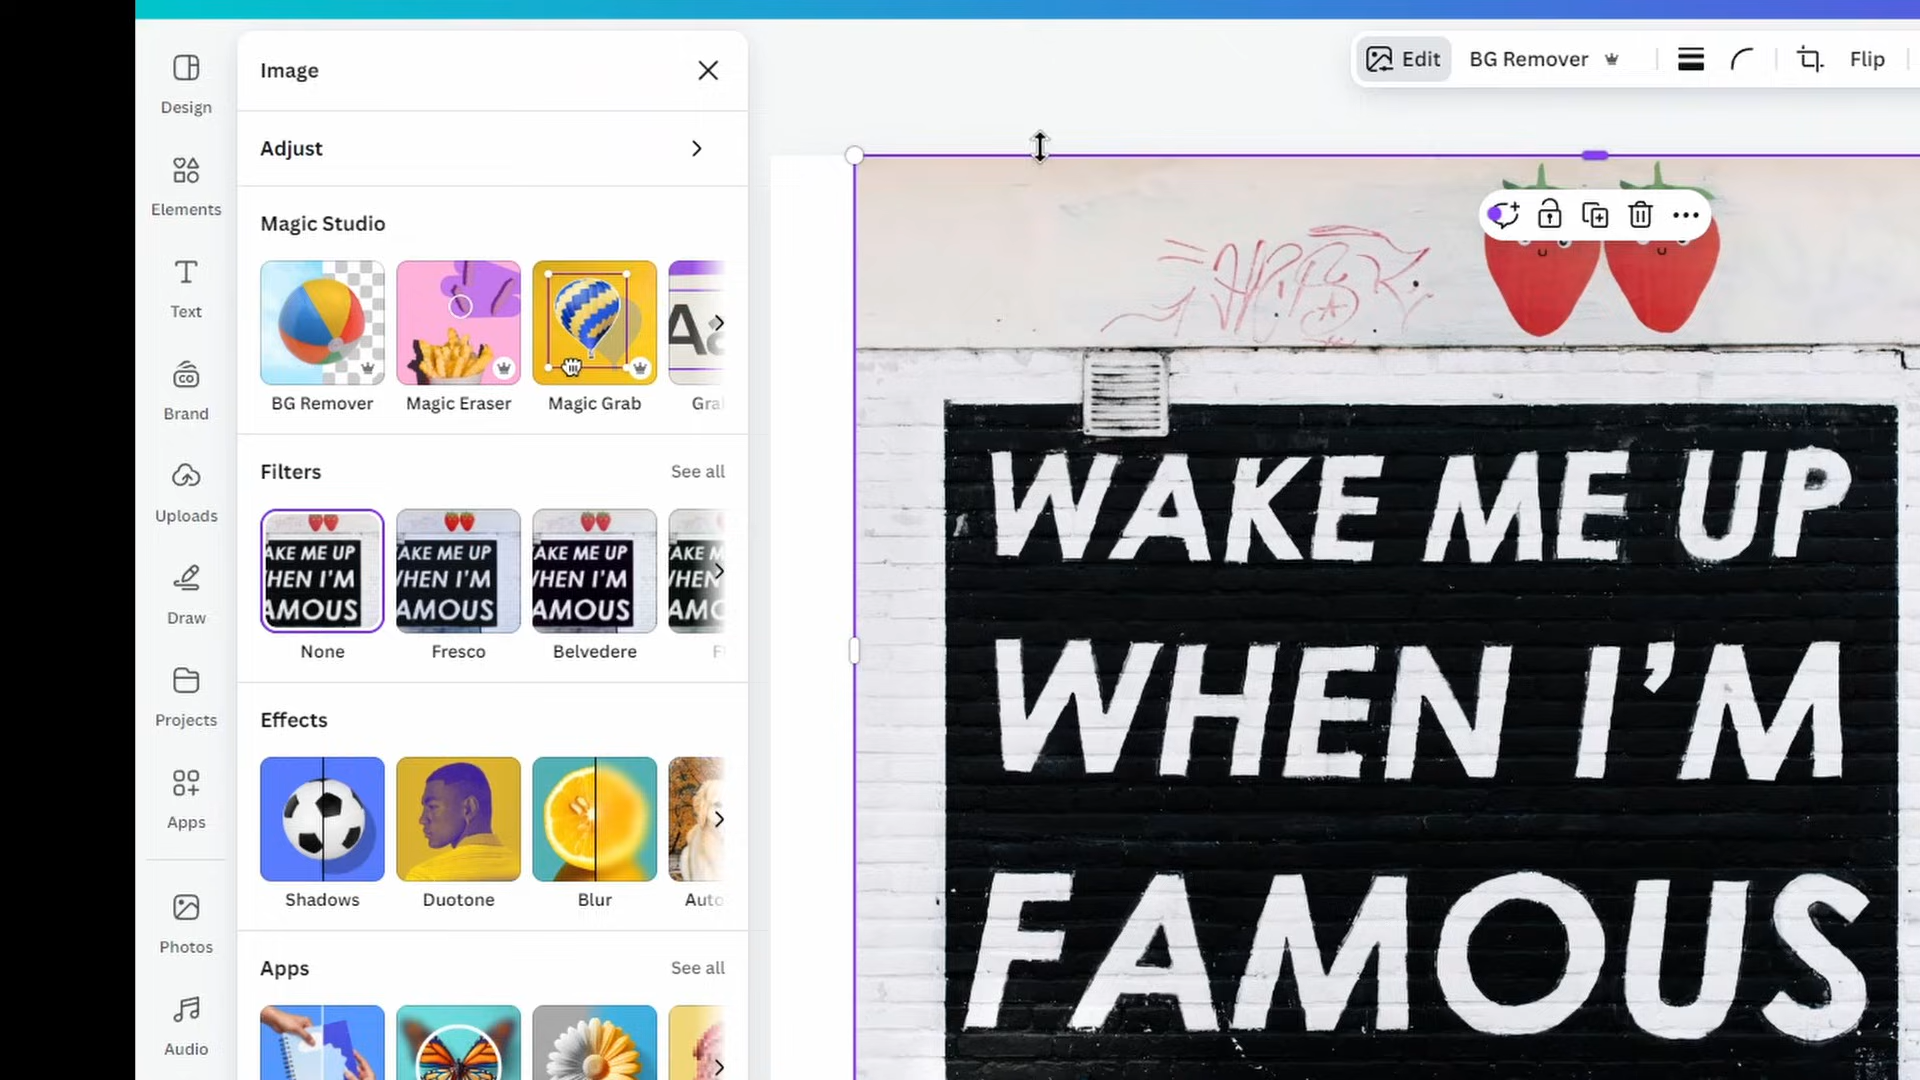 Edit
BG Remover
Flip
Design
Elements
Text
Brand
Uploads
Draw
Projects
Apps
Photos
Audio
Image
Adjust
Magic Studio
BG Remover
Magic Eraser
Magic Grab
Filters
See all
None
Fresco
Belvedere
Effects
Shadows
Duotone
Blur
Auto
Apps
See all
WAKE ME UP
WHEN I'M
FAMOUS